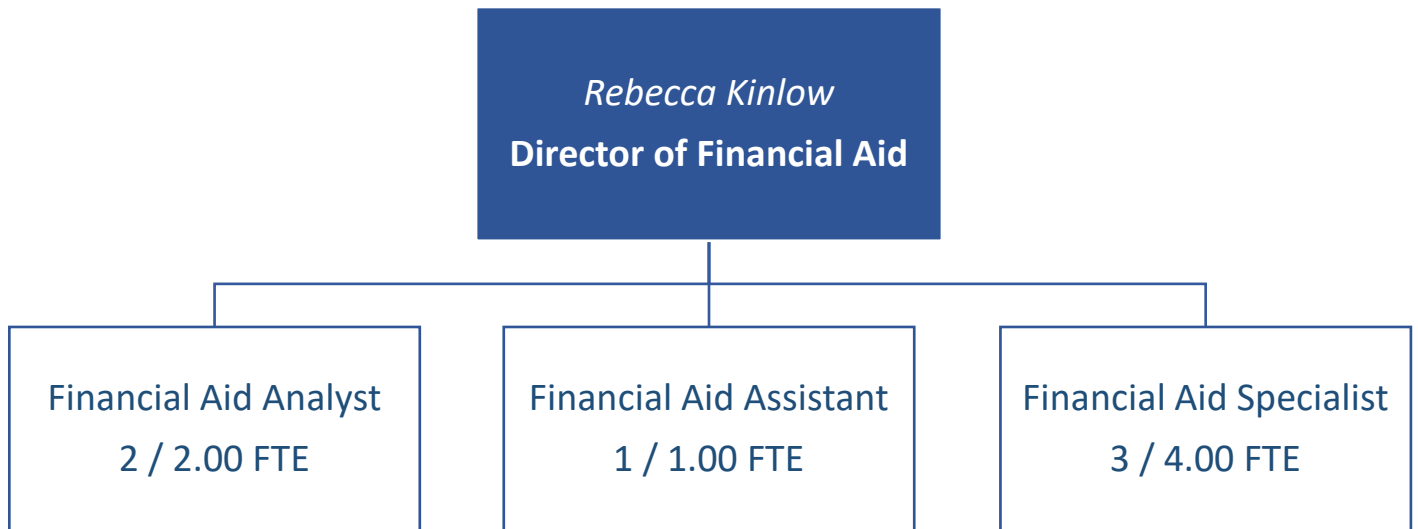 Rebecca Kinlow
Director of Financial Aid
Financial Aid Analyst
2 / 2.00 FTE
Financial Aid Assistant
1 / 1.00 FTE
Financial Aid Specialist
3 / 4.00 FTE